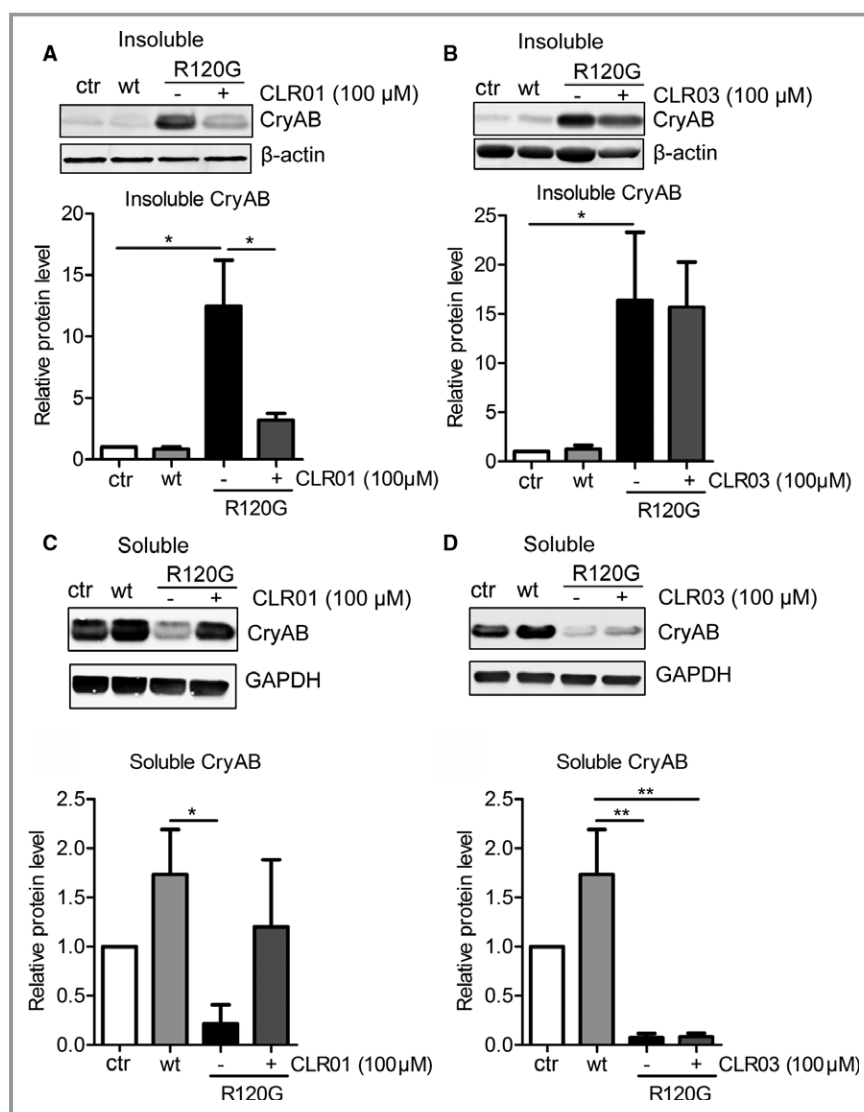 A
Insoluble
R120G
ctr wt - + CLR01 (100 µM)
CryAB
β-actin
Insoluble CryAB
Relative protein level
20
15
10
5
0
* *
ctr wt - + CLR01 (100µM)
R120G
B
Insoluble
R120G
ctr wt - + CLR03 (100 µM)
CryAB
β-actin
Insoluble CryAB
Relative protein level
25
20
15
10
5
0
*
ctr wt - + CLR03 (100µM)
R120G
C
Soluble
R120G
ctr wt - + CLR01 (100 µM)
CryAB
GAPDH
Soluble CryAB
Relative protein level
2.5
2.0
1.5
1.0
0.5
0.0
*
ctr wt - + CLR01 (100µM)
R120G
D
Soluble
R120G
ctr wt - + CLR03 (100 µM)
CryAB
GAPDH
Soluble CryAB
Relative protein level
2.5
2.0
1.5
1.0
0.5
0.0
**
**
ctr wt - + CLR03 (100µM)
R120G